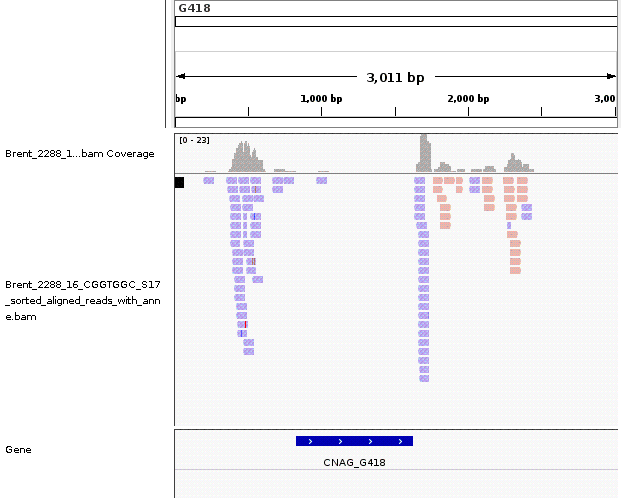 G418
3,011 bp
bp
1,000 bp
2,000 bp
3,00
[0 - 23]
Brent_2288_1...bam Coverage
Brent_2288_16_CGGTGGC_S17
_sorted_aligned_reads_with_ann
e.bam
Gene
CNAG_G418